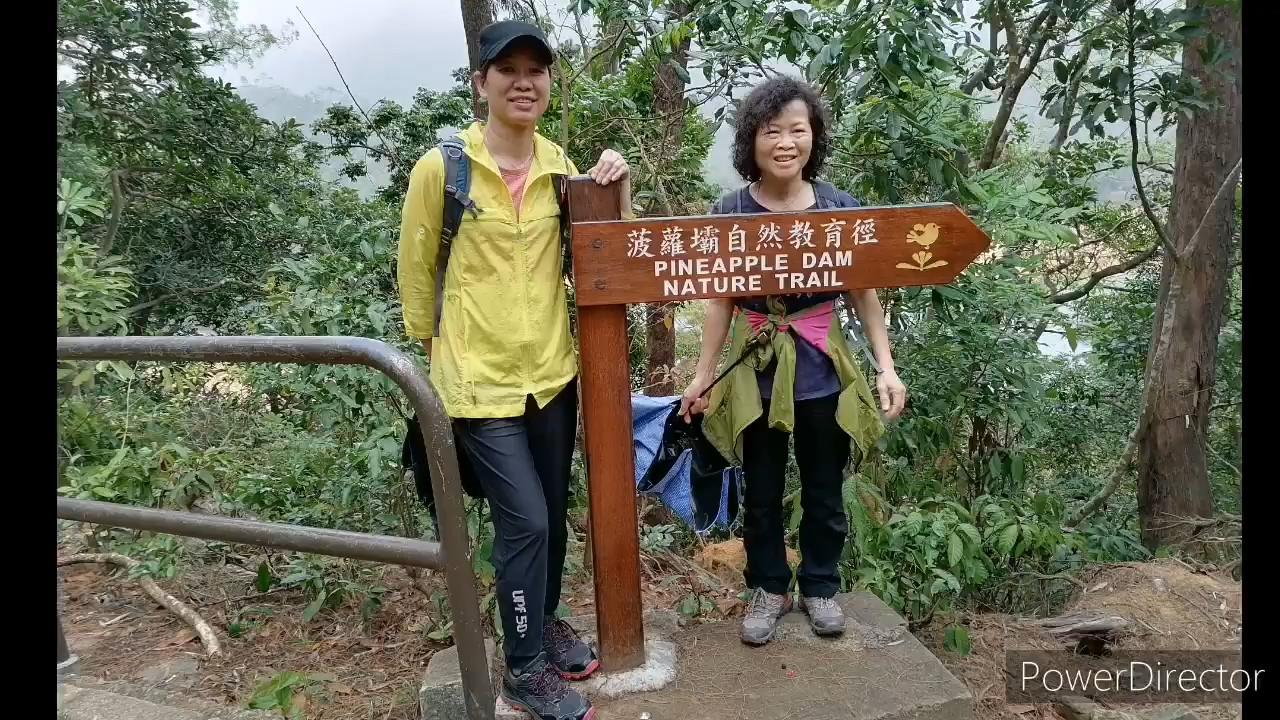 菠蘿壩自然教育徑
PINEAPPLE DAM
NATURE TRAIL
UPF 50+
PowerDirector